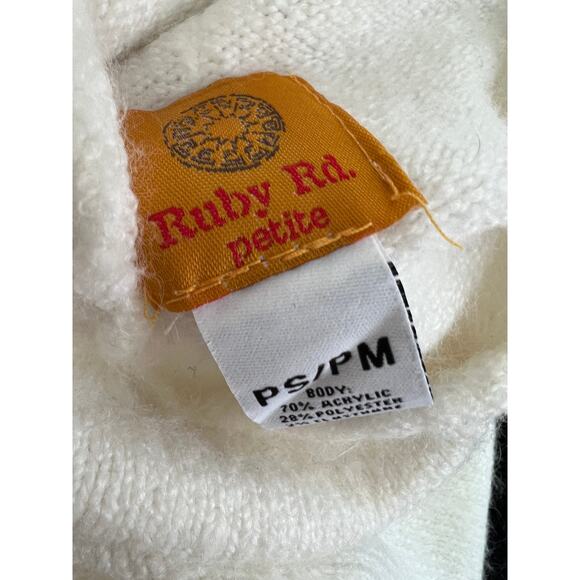 Ruby Rd.
petite
PS/PM
BODY:
70% ACRYLIC
28% POLYESTER